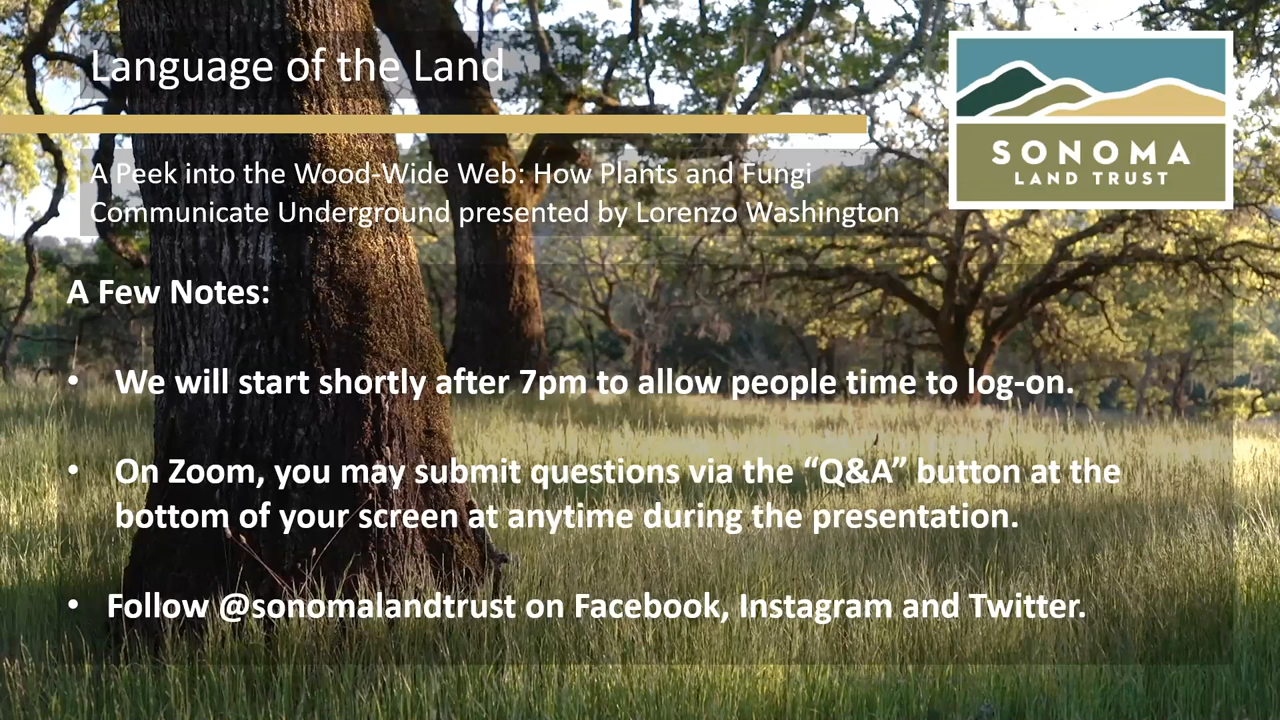 Language of the Land
SONOMA
LAND TRUST
A Peek into the Wood-Wide Web: How Plants and Fungi
Communicate Underground presented by Lorenzo Washington
A Few Notes:
• We will start shortly after 7pm to allow people time to log-on.
• On Zoom, you may submit questions via the “Q&A” button at the
bottom of your screen at anytime during the presentation.
• Follow @sonomalandtrust on Facebook, Instagram and Twitter.